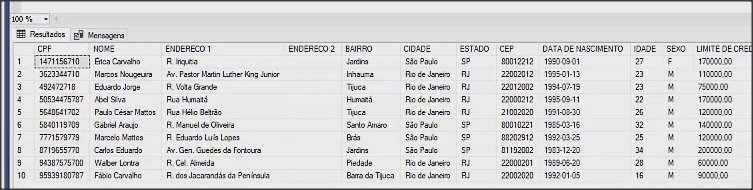 100 %
Resultados Mensagens
CPF NOME ENDERECO 1 ENDERECO 2 BAIRRO CIDADE ESTADO CEP DATA DE NASCIMENTO IDADE SEXO LIMITE DE CRED
1 1471156710 Érica Carvalho R. Iriquitia Jardins São Paulo SP 80012212 1990-09-01 27 F 170000,00
2 3623344710 Marcos Nougeuira Av. Pastor Martin Luther King Junior Inhauma Rio de Janeiro RJ 22002012 1995-01-13 23 M 110000,00
3 492472718 Eduardo Jorge R. Volta Grande Tijuca Rio de Janeiro RJ 22012002 1994-07-19 23 M 75000,00
4 50534475787 Abel Silva Rua Humaitá Humaitá Rio de Janeiro RJ 22000212 1995-09-11 22 M 170000,00
5 5648641702 Paulo César Mattos Rua Hélio Beltrão Tijuca Rio de Janeiro RJ 21002020 1991-08-30 26 M 120000,00
6 5840119709 Gabriel Araujo R. Manuel de Oliveira Santo Amaro São Paulo SP 80010221 1985-03-16 32 M 140000,00
7 7771579779 Marcelo Mattos R. Eduardo Luís Lopes Brás São Paulo SP 88202912 1992-03-25 25 M 120000,00
8 8719655770 Carlos Eduardo Av. Gen. Guedes da Fontoura Jardins São Paulo SP 81192002 1983-12-20 34 M 200000,00
9 94387575700 Walber Lontra R. Cel. Almeida Piedade Rio de Janeiro RJ 22000201 1989-06-20 28 M 60000,00
10 95939180787 Fábio Carvalho R. dos Jacarandás da Península Barra da Tijuca Rio de Janeiro RJ 22002020 1992-01-05 16 M 90000,00